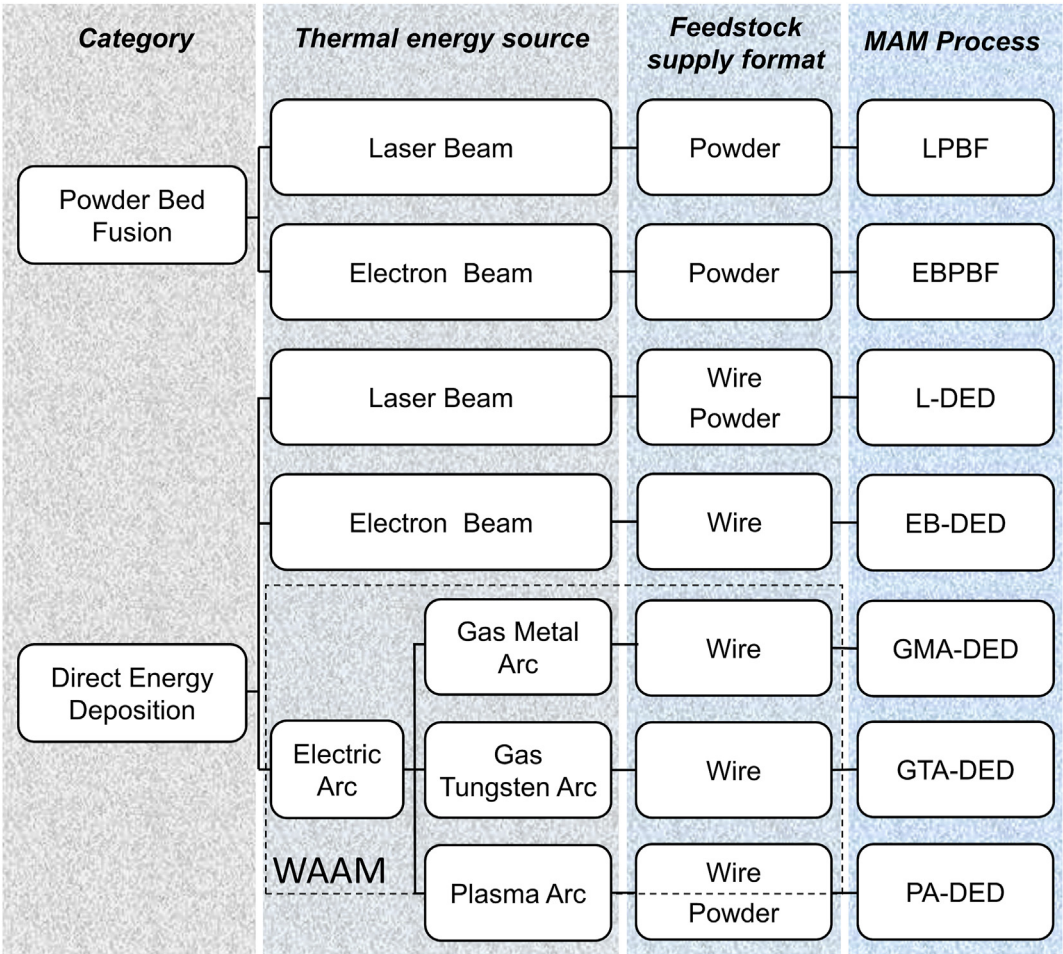 Category
Thermal energy source
Feedstock
supply format
MAM Process
Powder Bed
Fusion
Laser Beam
Powder
LPBF
Electron Beam
Powder
EBPBF
Direct Energy
Deposition
Laser Beam
Wire
Powder
L-DED
Electron Beam
Wire
EB-DED
Electric
Arc
Gas Metal
Arc
Wire
GMA-DED
Gas
Tungsten Arc
Wire
GTA-DED
WAAM
Plasma Arc
Wire
Powder
PA-DED